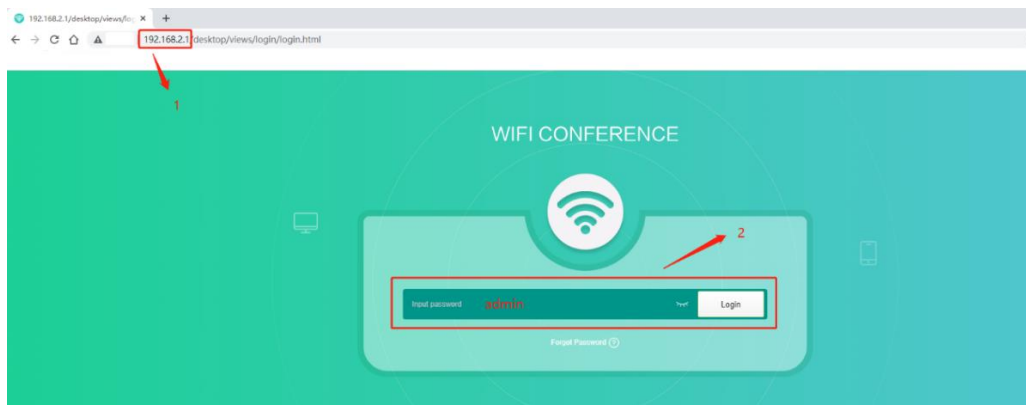 192.168.2.1/desktop/views/lo
192.168.2.1/desktop/views/login/login.html
1
WIFI CONFERENCE
2
Input password admin Login
Forgot Password ?